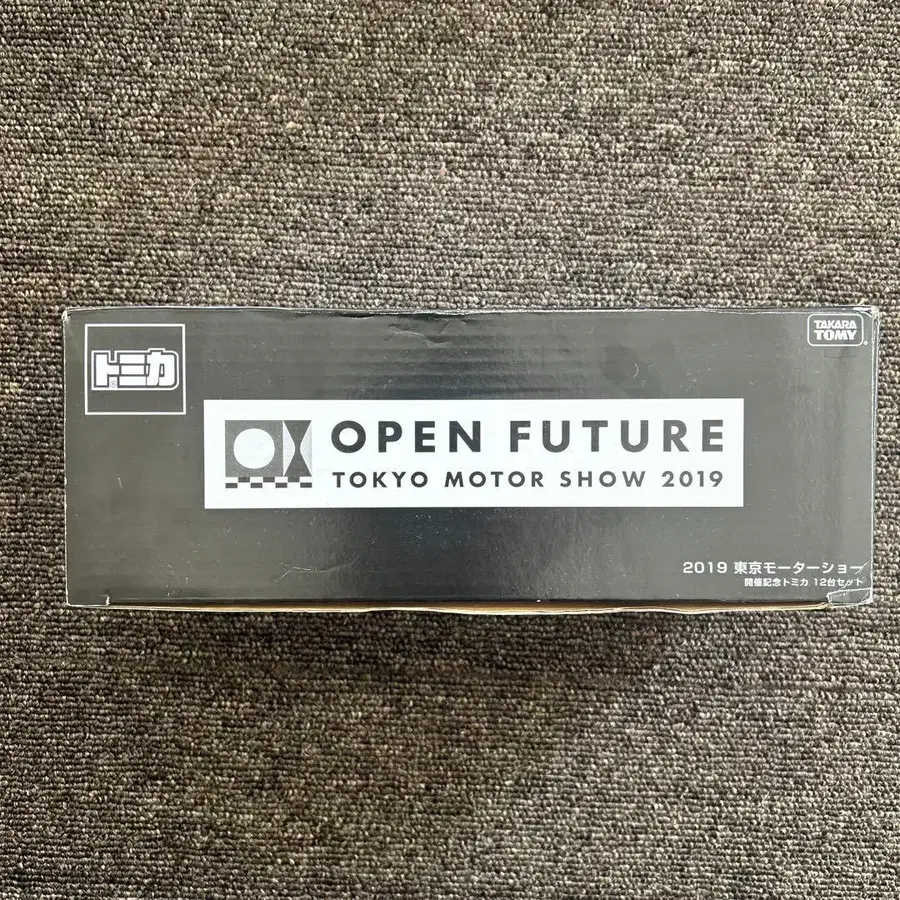 トミカ
TAKARA
TOMY
OPEN FUTURE
TOKYO MOTOR SHOW 2019
2019 東京モーターショー
開催記念トミカ 12台セット